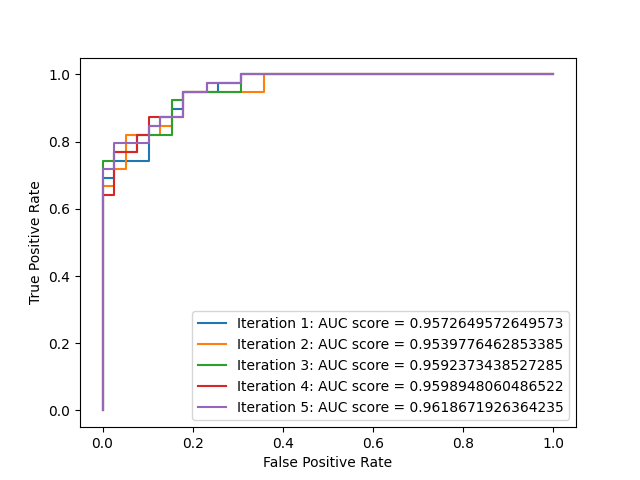 1.0
0.8
0.6
0.4
0.2
0.0
True Positive Rate
Iteration 1: AUC score = 0.9572649572649573
Iteration 2: AUC score = 0.9539776462853385
Iteration 3: AUC score = 0.9592373438527285
Iteration 4: AUC score = 0.9598948060486522
Iteration 5: AUC score = 0.9618671926364235
0.0 0.2 0.4 0.6 0.8 1.0
False Positive Rate